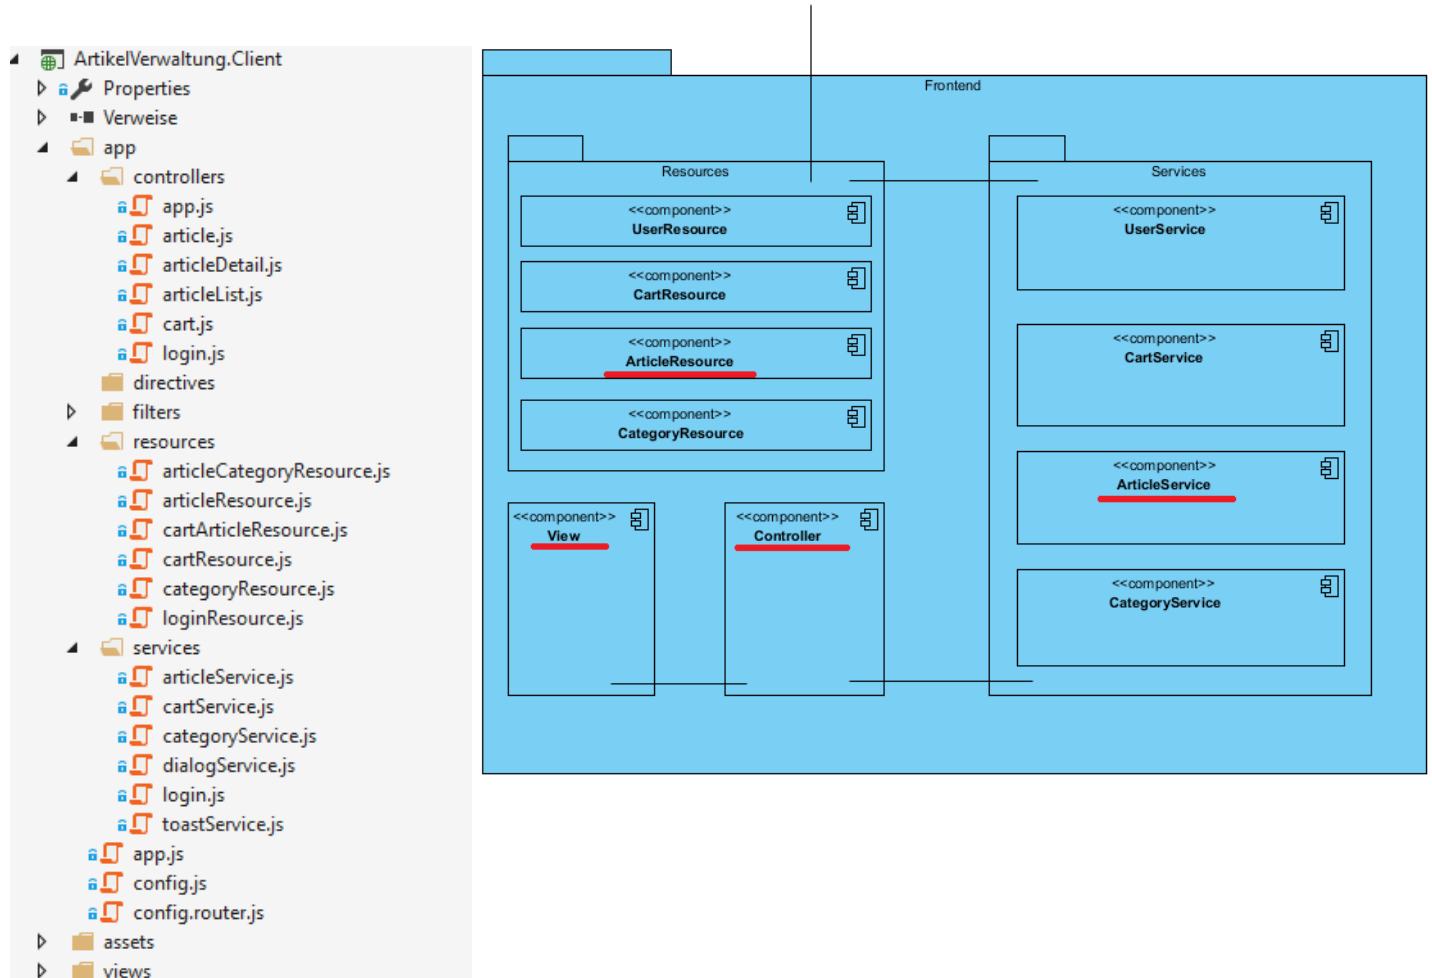 ArtikelVerwaltung.Client
Properties
Verweise
app
controllers
app.js
article.js
articleDetail.js
articleList.js
cart.js
login.js
directives
filters
resources
articleCategoryResource.js
articleResource.js
cartArticleResource.js
cartResource.js
categoryResource.js
loginResource.js
services
articleService.js
cartService.js
categoryService.js
dialogService.js
login.js
toastService.js
app.js
config.js
config.router.js
assets
views
Frontend
Resources
<<component>>
UserResource
<<component>>
CartResource
<<component>>
ArticleResource
<<component>>
CategoryResource
<<component>>
View
<<component>>
Controller
Services
<<component>>
UserService
<<component>>
CartService
<<component>>
ArticleService
<<component>>
CategoryService